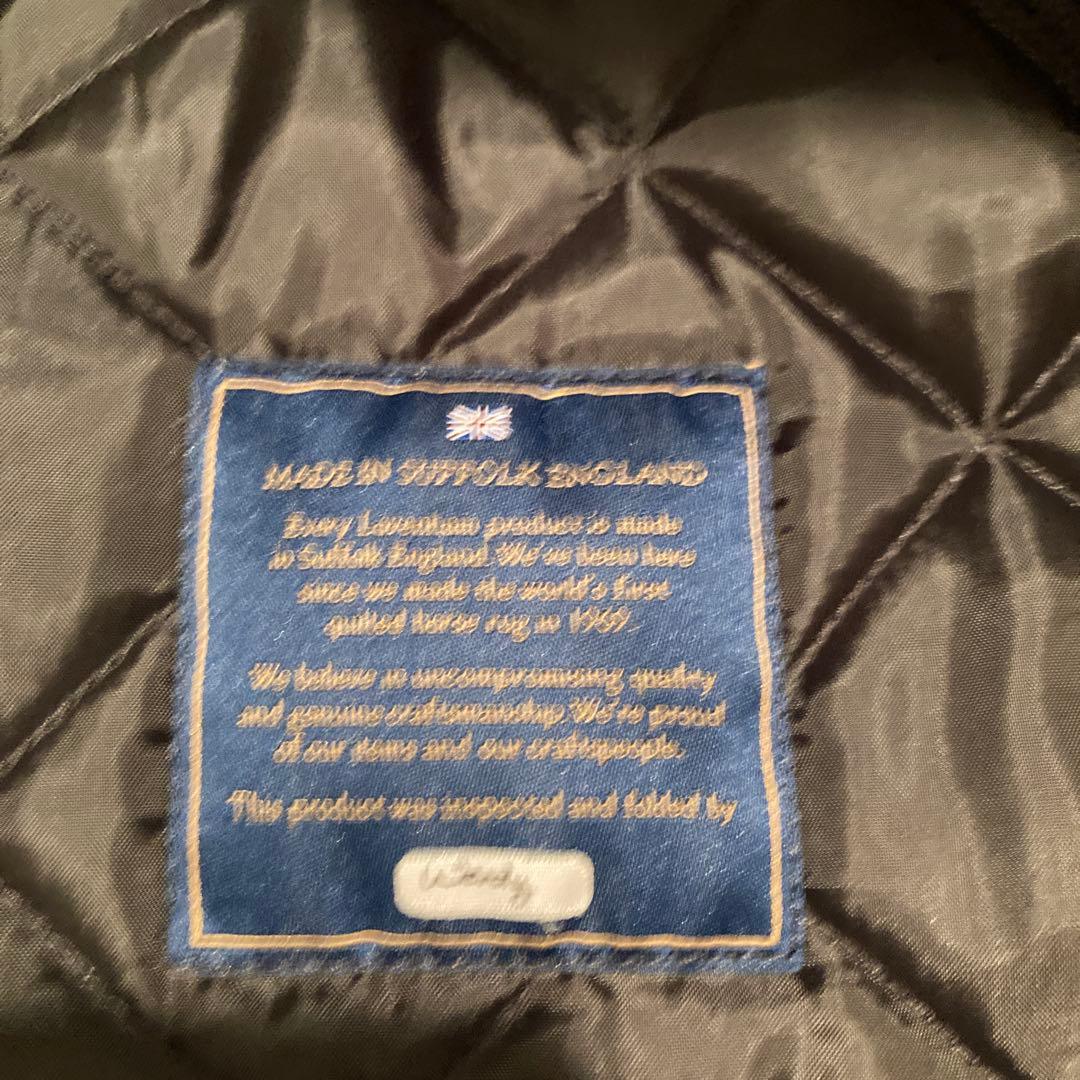 MADE IN SUFFOLK ENGLAND
Every Lavenham product is made
in Suffolk England. We've been here
since we made the world's first
quilted horse rug in 1969.
We believe in uncompromising quality
and genuine craftsmanship. We're proud
of our items and our craftspeople.
This product was inspected and folded by
Wendy